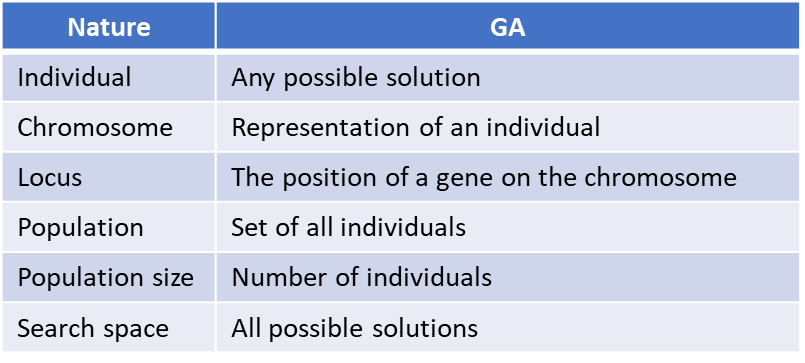 Nature GA
Individual Any possible solution
Chromosome Representation of an individual
Locus The position of a gene on the chromosome
Population Set of all individuals
Population size Number of individuals
Search space All possible solutions